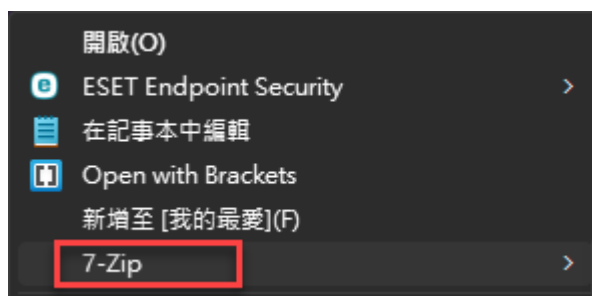 開啟(O)
ESET Endpoint Security
在記事本中編輯
Open with Brackets
新增至 [我的最愛](F)
7-Zip